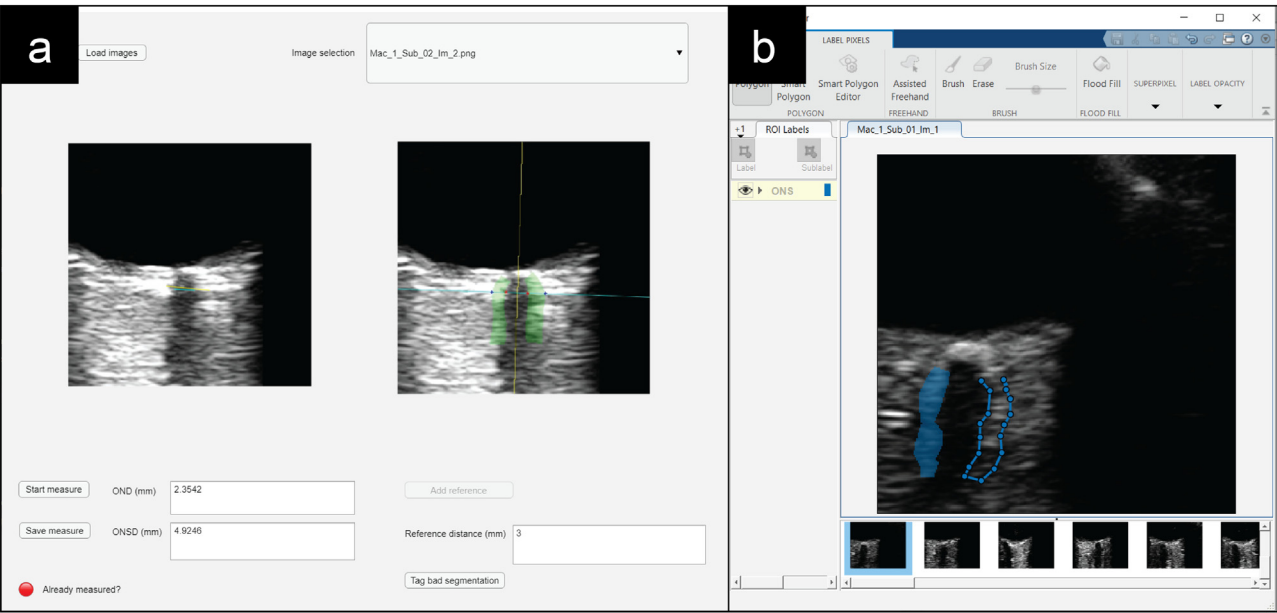 a
Load images
Image selection
Mac_1_Sub_02_Im_2.png
Start measure
OND (mm)
2.3542
Add reference
Save measure
ONSD (mm)
4.9246
Reference distance (mm)
3
Tag bad segmentation
Already measured?
b
LABEL PIXELS
Polygon
Smart
Polygon
Smart Polygon
Editor
Assisted
Freehand
Brush
Erase
Brush Size
Flood Fill
SUPERPIXEL
LABEL OPACITY
POLYGON
FREEHAND
BRUSH
FLOOD FILL
+1
ROI Labels
Mac_1_Sub_01_Im_1
Label
Sublabel
ONS